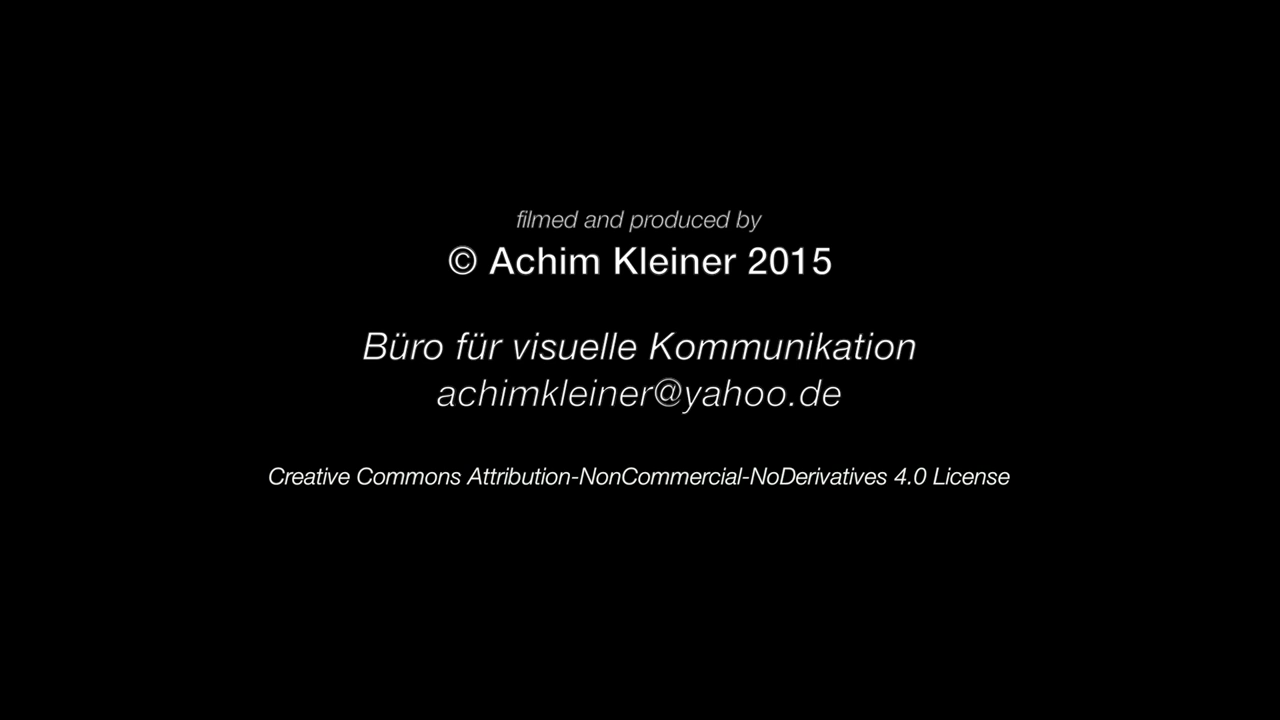 filmed and produced by
© Achim Kleiner 2015
Büro für visuelle Kommunikation
achimkleiner@yahoo.de
Creative Commons Attribution-NonCommercial-NoDerivatives 4.0 License